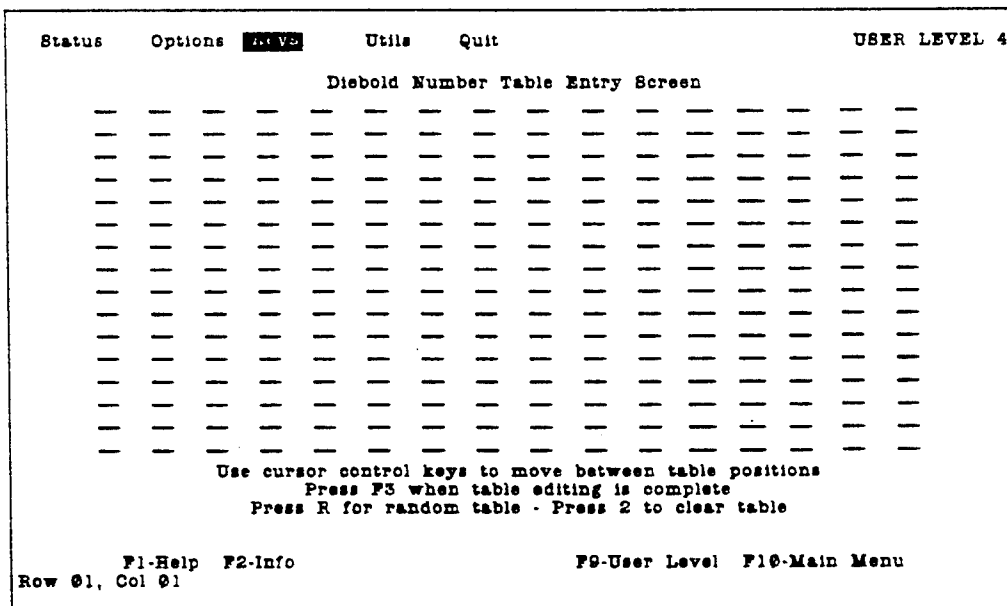 Status Options Keys Utils Quit USER LEVEL 4
Diebold Number Table Entry Screen
Use cursor control keys to move between table positions
Press F3 when table editing is complete
Press R for random table - Press 2 to clear table
F1-Help F2-Info F9-User Level F10-Main Menu
Row 01, Col 01